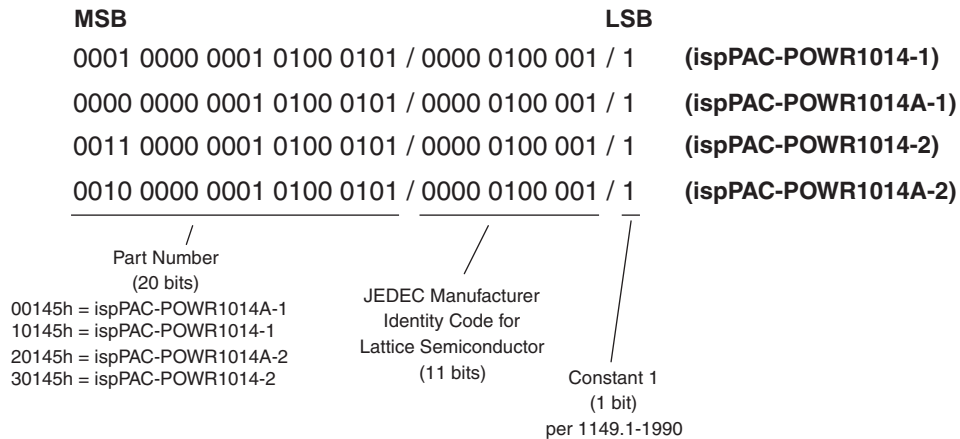 MSB LSB
0001 0000 0001 0100 0101 / 0000 0100 001 / 1 (ispPAC-POWR1014-1)
0000 0000 0001 0100 0101 / 0000 0100 001 / 1 (ispPAC-POWR1014A-1)
0011 0000 0001 0100 0101 / 0000 0100 001 / 1 (ispPAC-POWR1014-2)
0010 0000 0001 0100 0101 / 0000 0100 001 / 1 (ispPAC-POWR1014A-2)
Part Number
(20 bits)
00145h = ispPAC-POWR1014A-1
10145h = ispPAC-POWR1014-1
20145h = ispPAC-POWR1014A-2
30145h = ispPAC-POWR1014-2
JEDEC Manufacturer
Identity Code for
Lattice Semiconductor
(11 bits)
Constant 1
(1 bit)
per 1149.1-1990